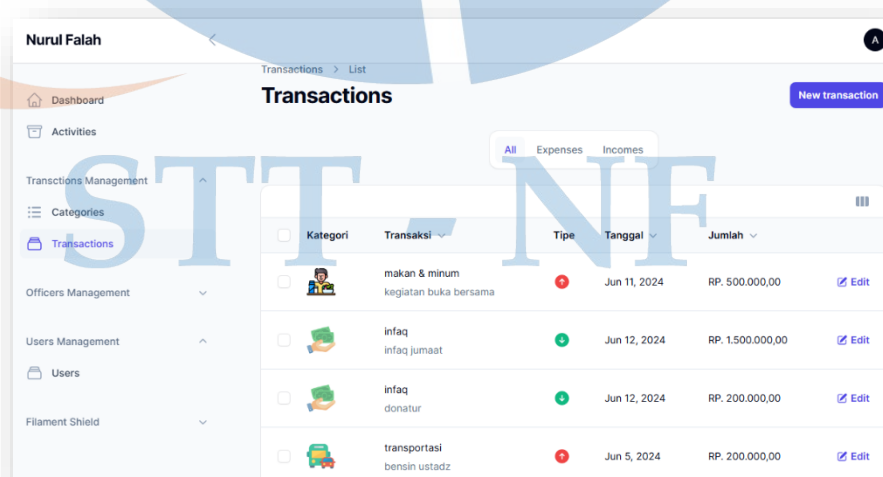 Nurul Falah
A
Transactions > List
Transactions
New transaction
Dashboard
Activities
Transctions Management
Categories
Transactions
Officers Management
Users Management
Users
Filament Shield
All Expenses Incomes
Kategori Transaksi Tipe Tanggal Jumlah
makan & minum Jun 11, 2024 RP. 500.000,00 Edit
kegiatan buka bersama
infaq Jun 12, 2024 RP. 1.500.000,00 Edit
infaq jumaat
infaq Jun 12, 2024 RP. 200.000,00 Edit
donatur
transportasi Jun 5, 2024 RP. 200.000,00 Edit
bensin ustadz
STT - NF